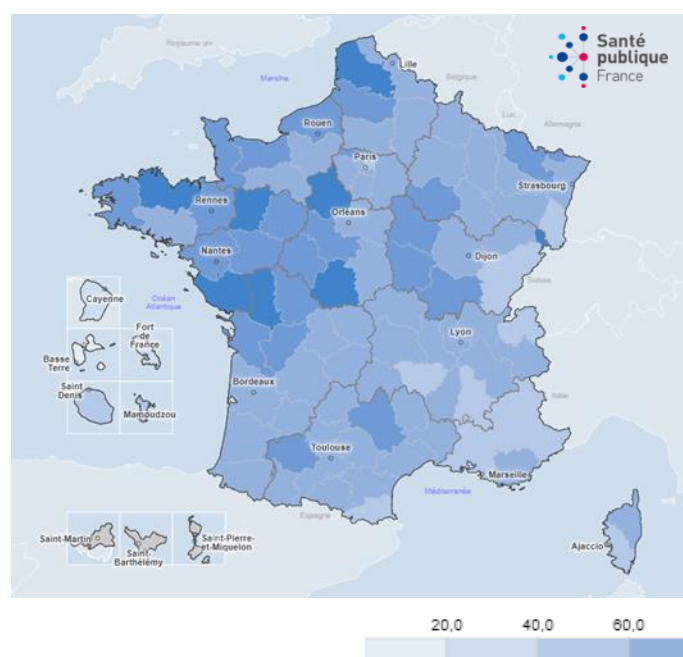 Santé
publique
France
Royaume uni
Lille
Manche
Belgique
Lux.
Allemagne
Rouen
Paris
Strasbourg
Rennes
Orléans
Nantes
Dijon
Suisse
Cayenne
Océan
Atlantique
Fort
de
France
Basse
Terre
Lyon
Saint
Denis
Mamoudzou
Bordeaux
Italie
Toulouse
Marseille
Méditerranée
Espagne
Saint-Martin
Saint-
Barthélémy
Saint-Pierre-
et-Miquelon
Ajaccio
20,0 40,0 60,0